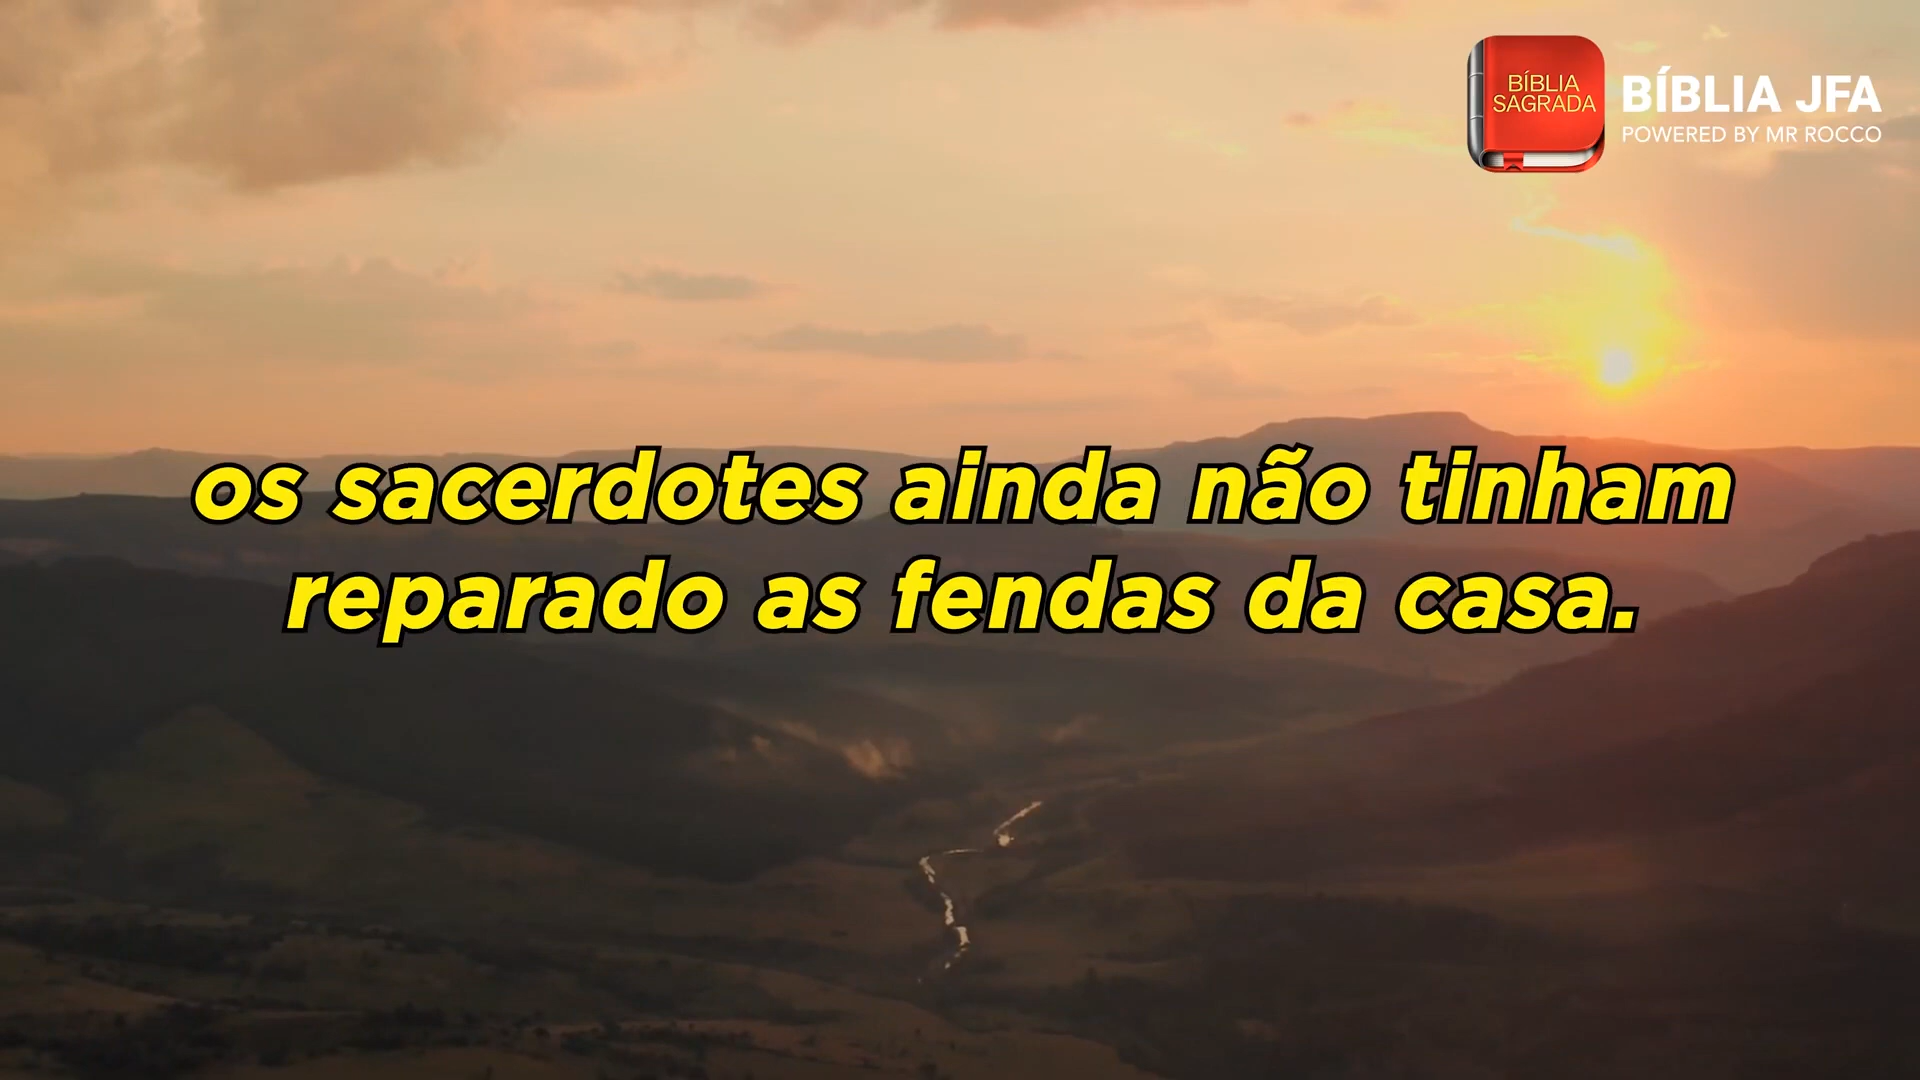 BÍBLIA
SAGRADA
BÍBLIA JFA
POWERED BY MR ROCCO
os sacerdotes ainda não tinham
reparado as fendas da casa.